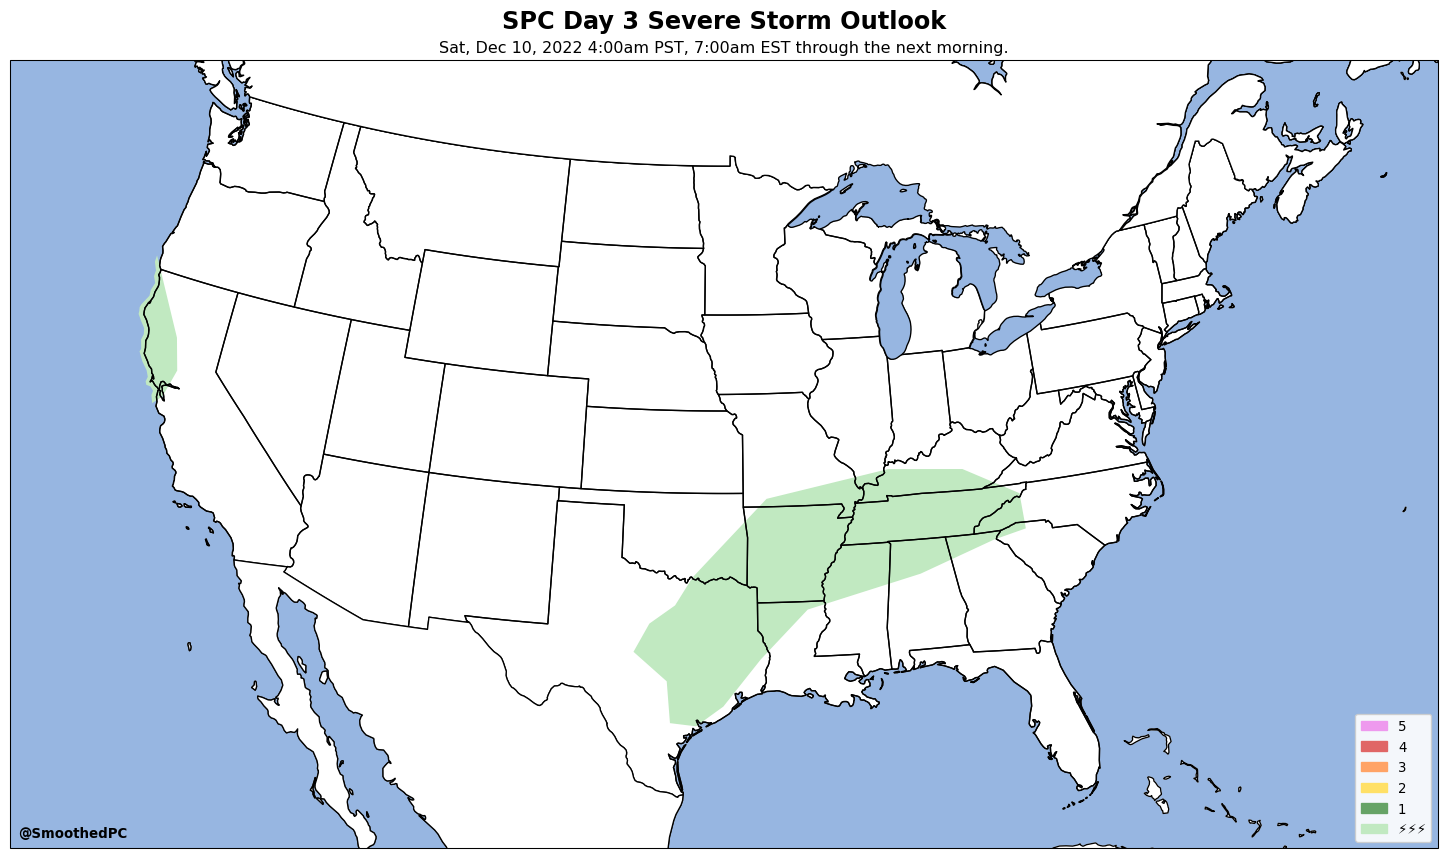 SPC Day 3 Severe Storm Outlook
Sat, Dec 10, 2022 4:00am PST, 7:00am EST through the next morning.
5
4
3
2
1
⚡⚡⚡
@SmoothedPC